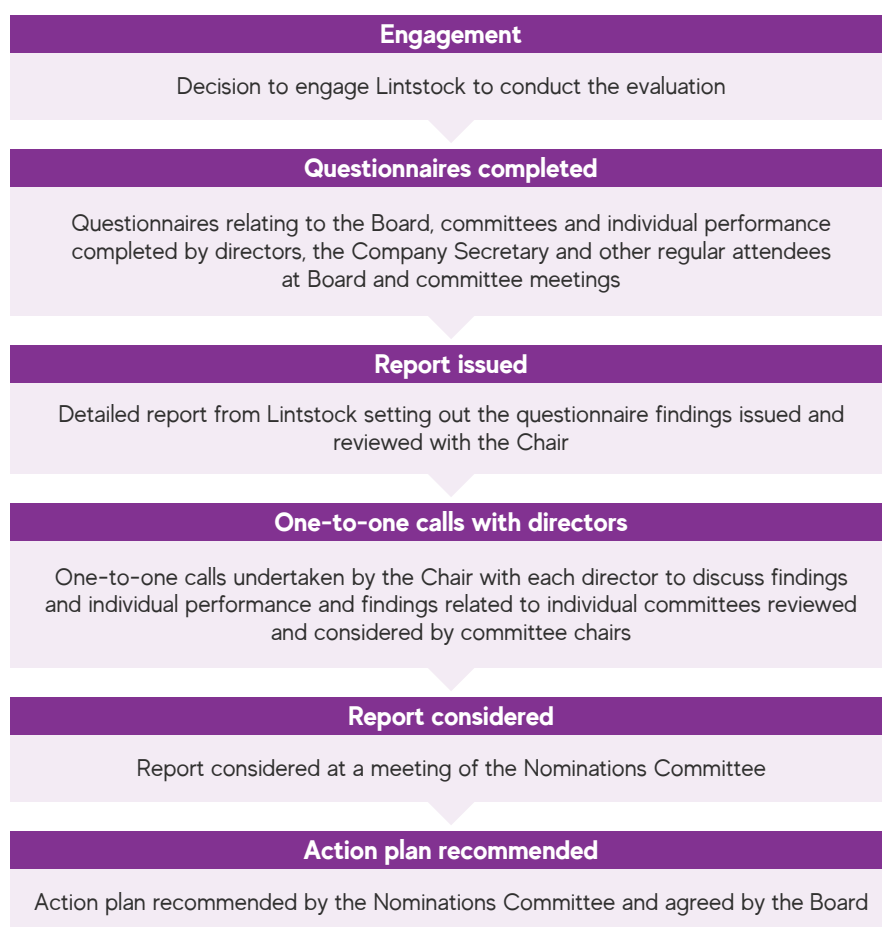 Engagement
Decision to engage Lintstock to conduct the evaluation
Questionnaires completed
Questionnaires relating to the Board, committees and individual performance
completed by directors, the Company Secretary and other regular attendees
at Board and committee meetings
Report issued
Detailed report from Lintstock setting out the questionnaire findings issued and
reviewed with the Chair
One-to-one calls with directors
One-to-one calls undertaken by the Chair with each director to discuss findings
and individual performance and findings related to individual committees reviewed
and considered by committee chairs
Report considered
Report considered at a meeting of the Nominations Committee
Action plan recommended
Action plan recommended by the Nominations Committee and agreed by the Board